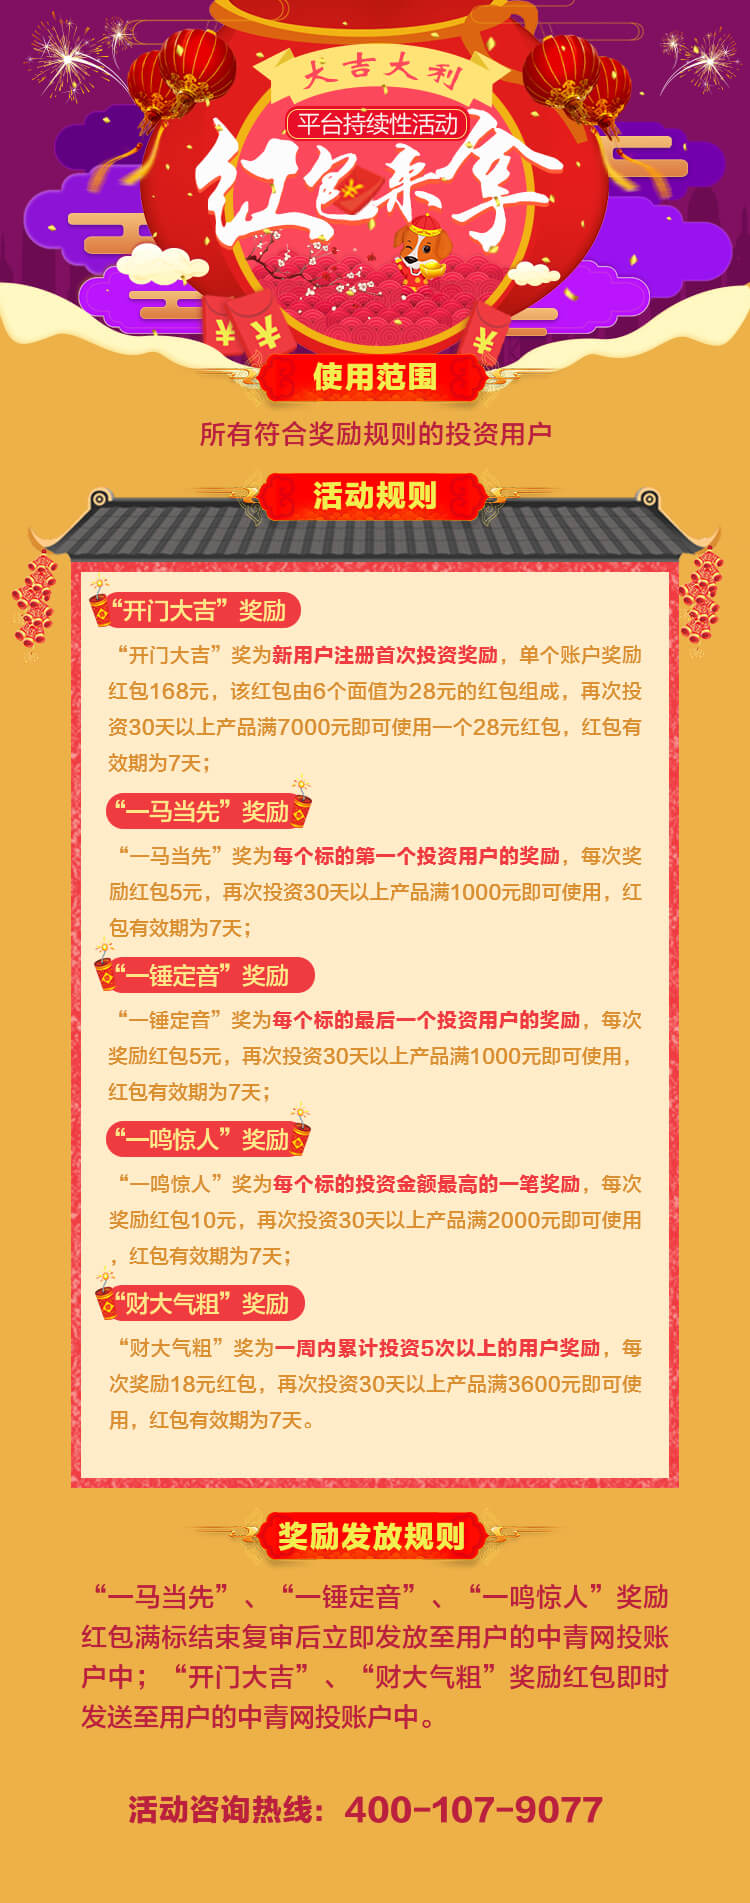 大吉大利
平台持续性活动
红包来拿
使用范围
所有符合奖励规则的投资用户
活动规则
“开门大吉”奖励
“开门大吉”奖为新用户注册首次投资奖励，单个账户奖励
红包168元，该红包由6个面值为28元的红包组成，再次投
资30天以上产品满7000元即可使用一个28元红包，红包有
效期为7天；
“一马当先”奖励
“一马当先”奖为每个标的第一个投资用户的奖励，每次奖
励红包5元，再次投资30天以上产品满1000元即可使用，红
包有效期为7天；
“一锤定音”奖励
“一锤定音”奖为每个标的最后一个投资用户的奖励，每次
奖励红包5元，再次投资30天以上产品满1000元即可使用，
红包有效期为7天；
“一鸣惊人”奖励
“一鸣惊人”奖为每个标的投资金额最高的一笔奖励，每次
奖励红包10元，再次投资30天以上产品满2000元即可使用
，红包有效期为7天；
“财大气粗”奖励
“财大气粗”奖为一周内累计投资5次以上的用户奖励，每
次奖励18元红包，再次投资30天以上产品满3600元即可使
用，红包有效期为7天。
奖励发放规则
“一马当先”、“一锤定音”、“一鸣惊人”奖励
红包满标结束复审后立即发放至用户的中青网投账
户中；“开门大吉”、“财大气粗”奖励红包即时
发送至用户的中青网投账户中。
活动咨询热线：400-107-9077